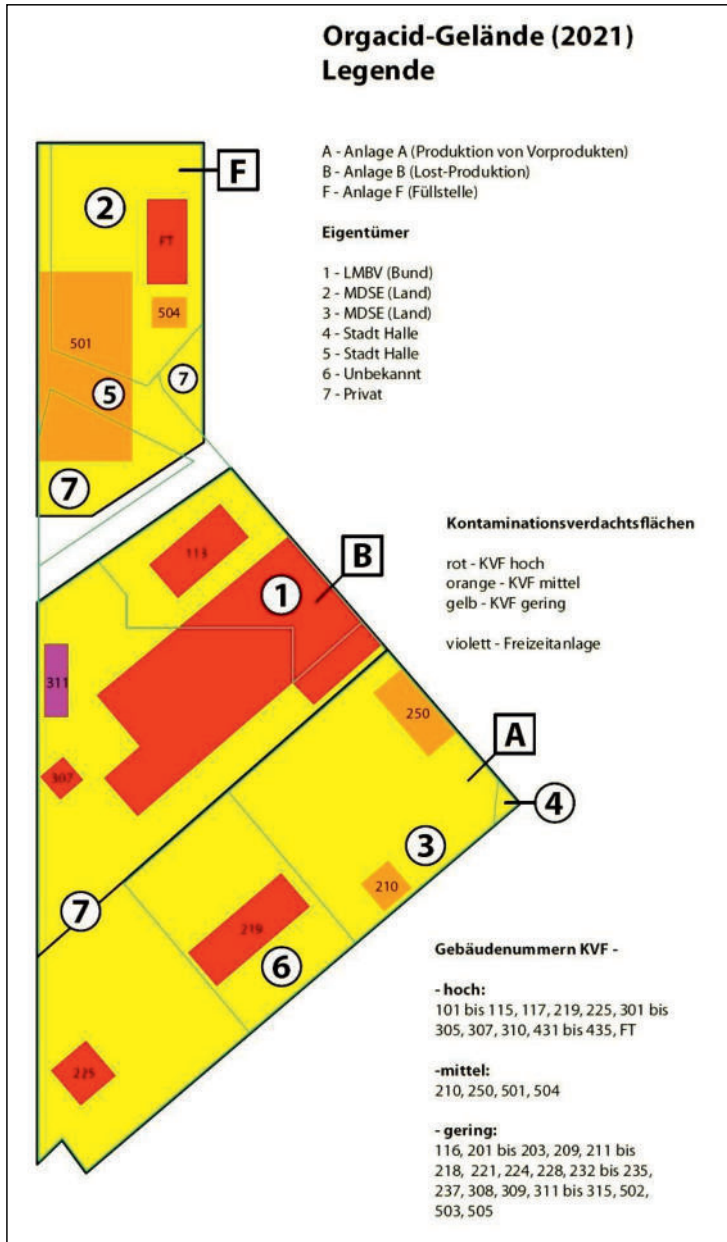 Orgacid-Gelände (2021)
Legende
A - Anlage A (Produktion von Vorprodukten)
B - Anlage B (Lost-Produktion)
F - Anlage F (Füllstelle)
Eigentümer
1 - LMBV (Bund)
2 - MDSE (Land)
3 - MDSE (Land)
4 - Stadt Halle
5 - Stadt Halle
6 - Unbekannt
7 - Privat
F
2
FT
504
501
7
5
7
Kontaminationsverdachtsflächen
rot - KVF hoch
orange - KVF mittel
gelb - KVF gering
violett - Freizeitanlage
113
B
1
311
307
250
A
4
3
210
7
219
6
225
Gebäudenummern KVF -
- hoch:
101 bis 115, 117, 219, 225, 301 bis
305, 307, 310, 431 bis 435, FT
-mittel:
210, 250, 501, 504
- gering:
116, 201 bis 203, 209, 211 bis
218, 221, 224, 228, 232 bis 235,
237, 308, 309, 311 bis 315, 502,
503, 505